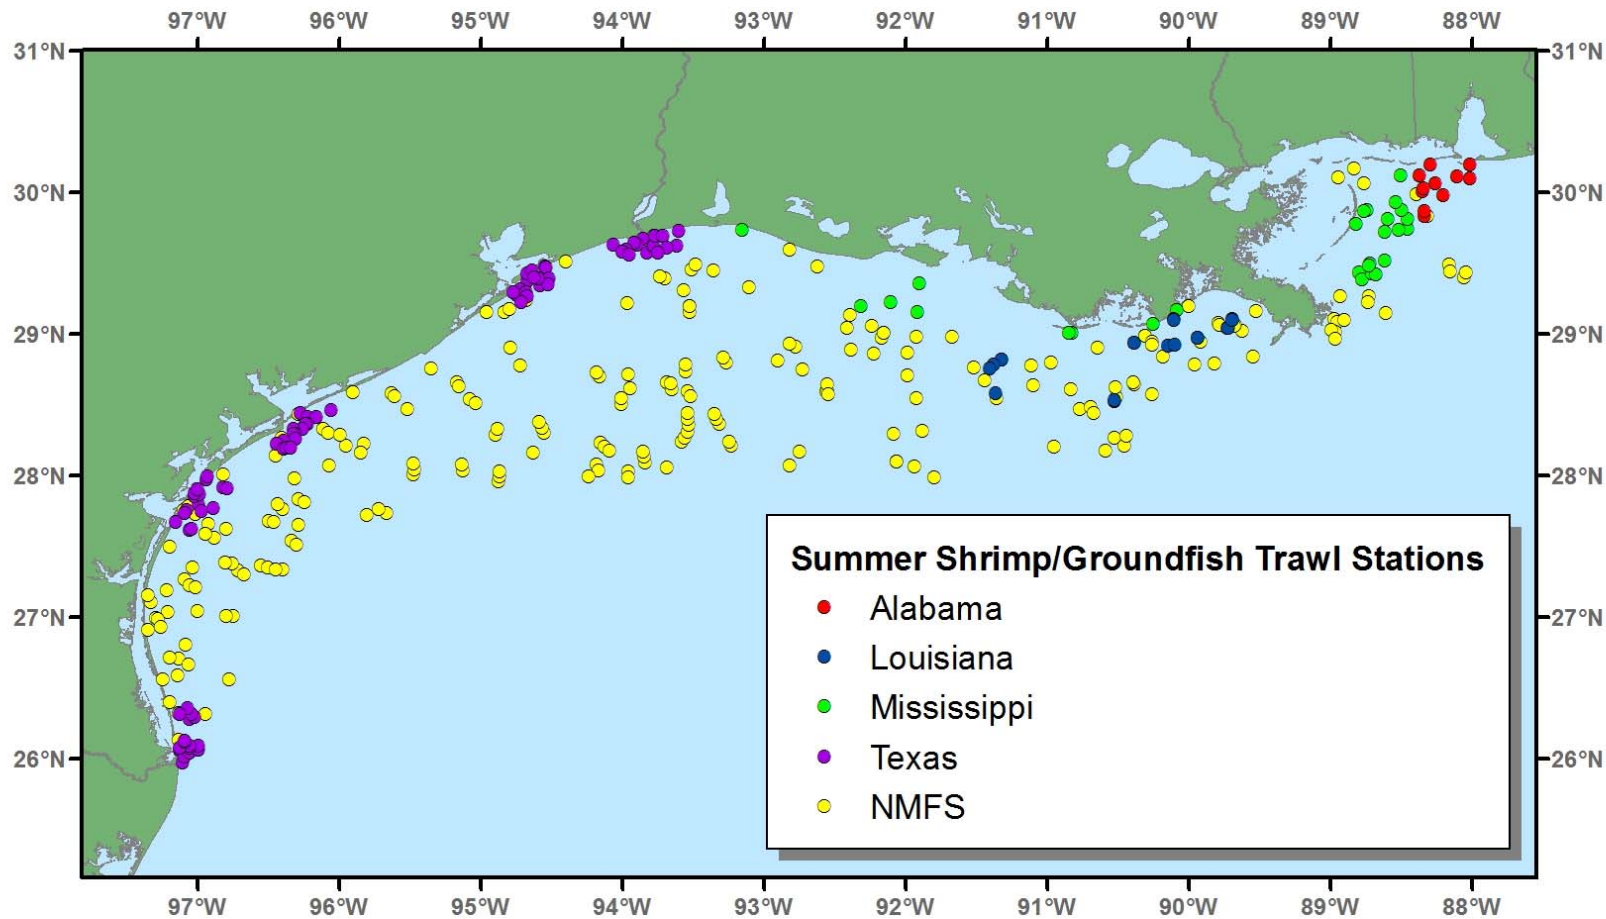 97°W 96°W 95°W 94°W 93°W 92°W 91°W 90°W 89°W 88°W
31°N 31°N
30°N 30°N
29°N 29°N
28°N 28°N
Summer Shrimp/Groundfish Trawl Stations
Alabama
27°N 27°N
Louisiana
Mississippi
Texas
26°N 26°N
NMFS
97°W 96°W 95°W 94°W 93°W 92°W 91°W 90°W 89°W 88°W